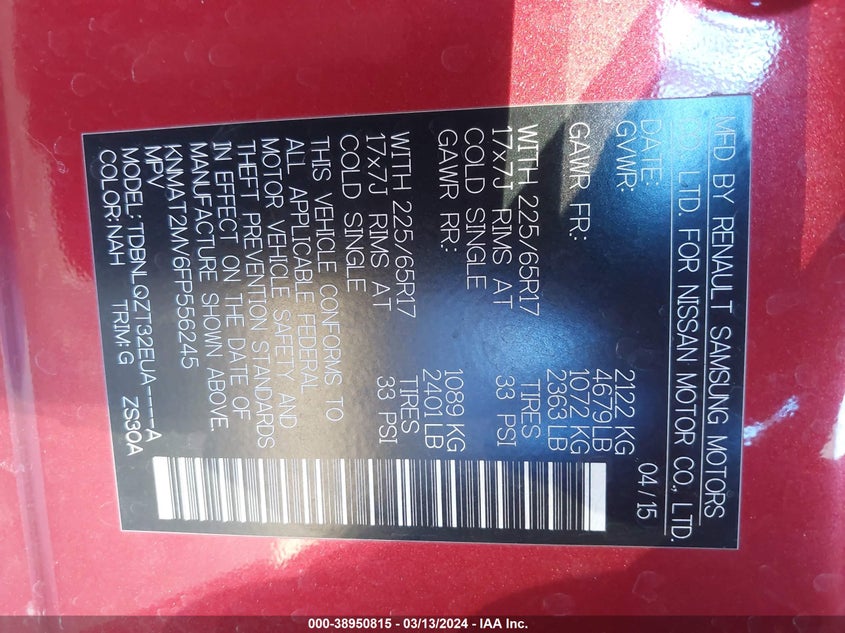 MFD BY RENAULT SAMSUNG MOTORS
CO., LTD. FOR NISSAN MOTOR CO., LTD.
DATE: 04/15
GVWR: 2122 KG
4679LB
GAWR FR: 1072 KG
2363 LB
WITH 225/65R17 TIRES
17x7J RIMS AT 33 PSI
COLD SINGLE
GAWR RR: 1089 KG
2401 LB
WITH 225/65R17 TIRES
17x7J RIMS AT 33 PSI
COLD SINGLE
THIS VEHICLE CONFORMS TO
ALL APPLICABLE FEDERAL
MOTOR VEHICLE SAFETY AND
THEFT PREVENTION STANDARDS
IN EFFECT ON THE DATE OF
MANUFACTURE SHOWN ABOVE
KNMAT2MV6FP556245
MPV
MODEL: TDBNLQZT32EUA----A
COLOR: NAH TRIM: G ZS30A
000-38950815 - 03/13/2024 - IAA Inc.